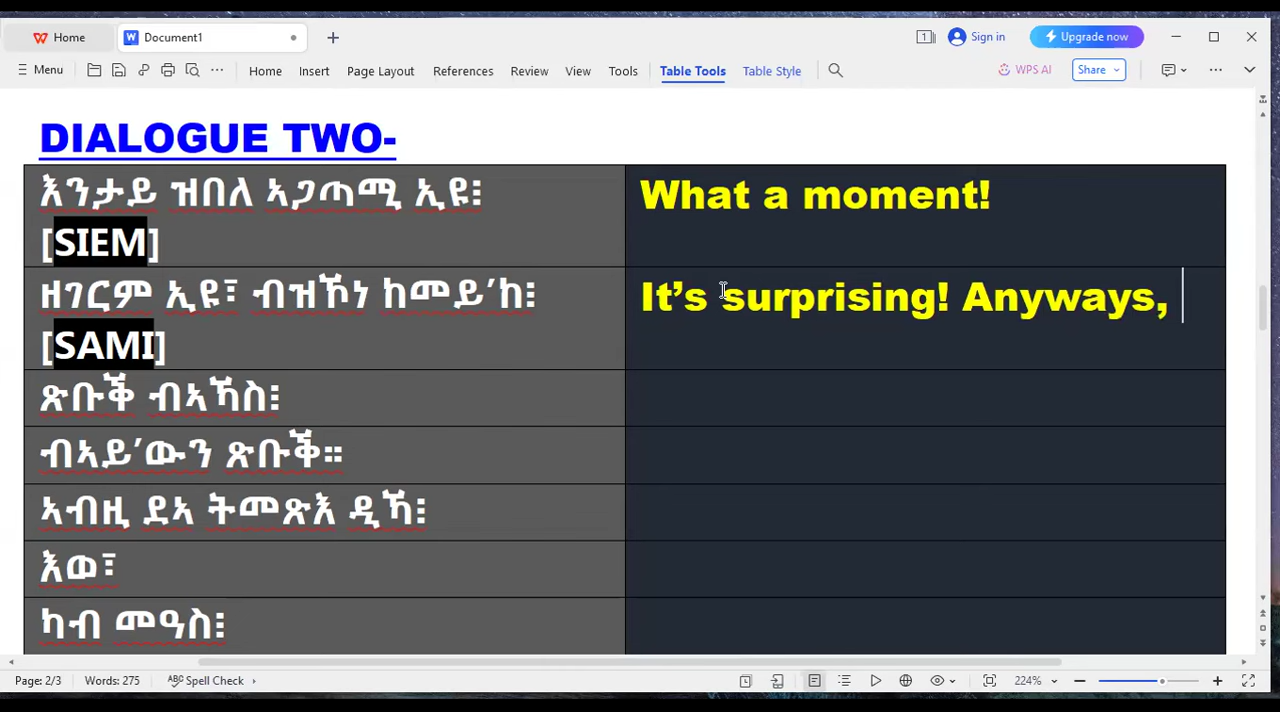 Home
Document1
Sign in
Upgrade now
Menu
Home Insert Page Layout References Review View Tools Table Tools Table Style
WPS AI
Share
DIALOGUE TWO-
እንታይ ዝበለ ኣጋጣሚ ኢዩ፧
[SIEM]
What a moment!
ዘገርም ኢዩ፣ ብዝኾነ ከመይ’ከ፧
[SAMI]
It’s surprising! Anyways,
ጽቡቕ ብኣኻስ፧
ብኣይ’ውን ጽቡቕ።
ኣብዚ ደኣ ትመጽእ ዲኻ፧
እወ፣
ካብ መዓስ፧
Page: 2/3 Words: 275 ABC Spell Check 224%